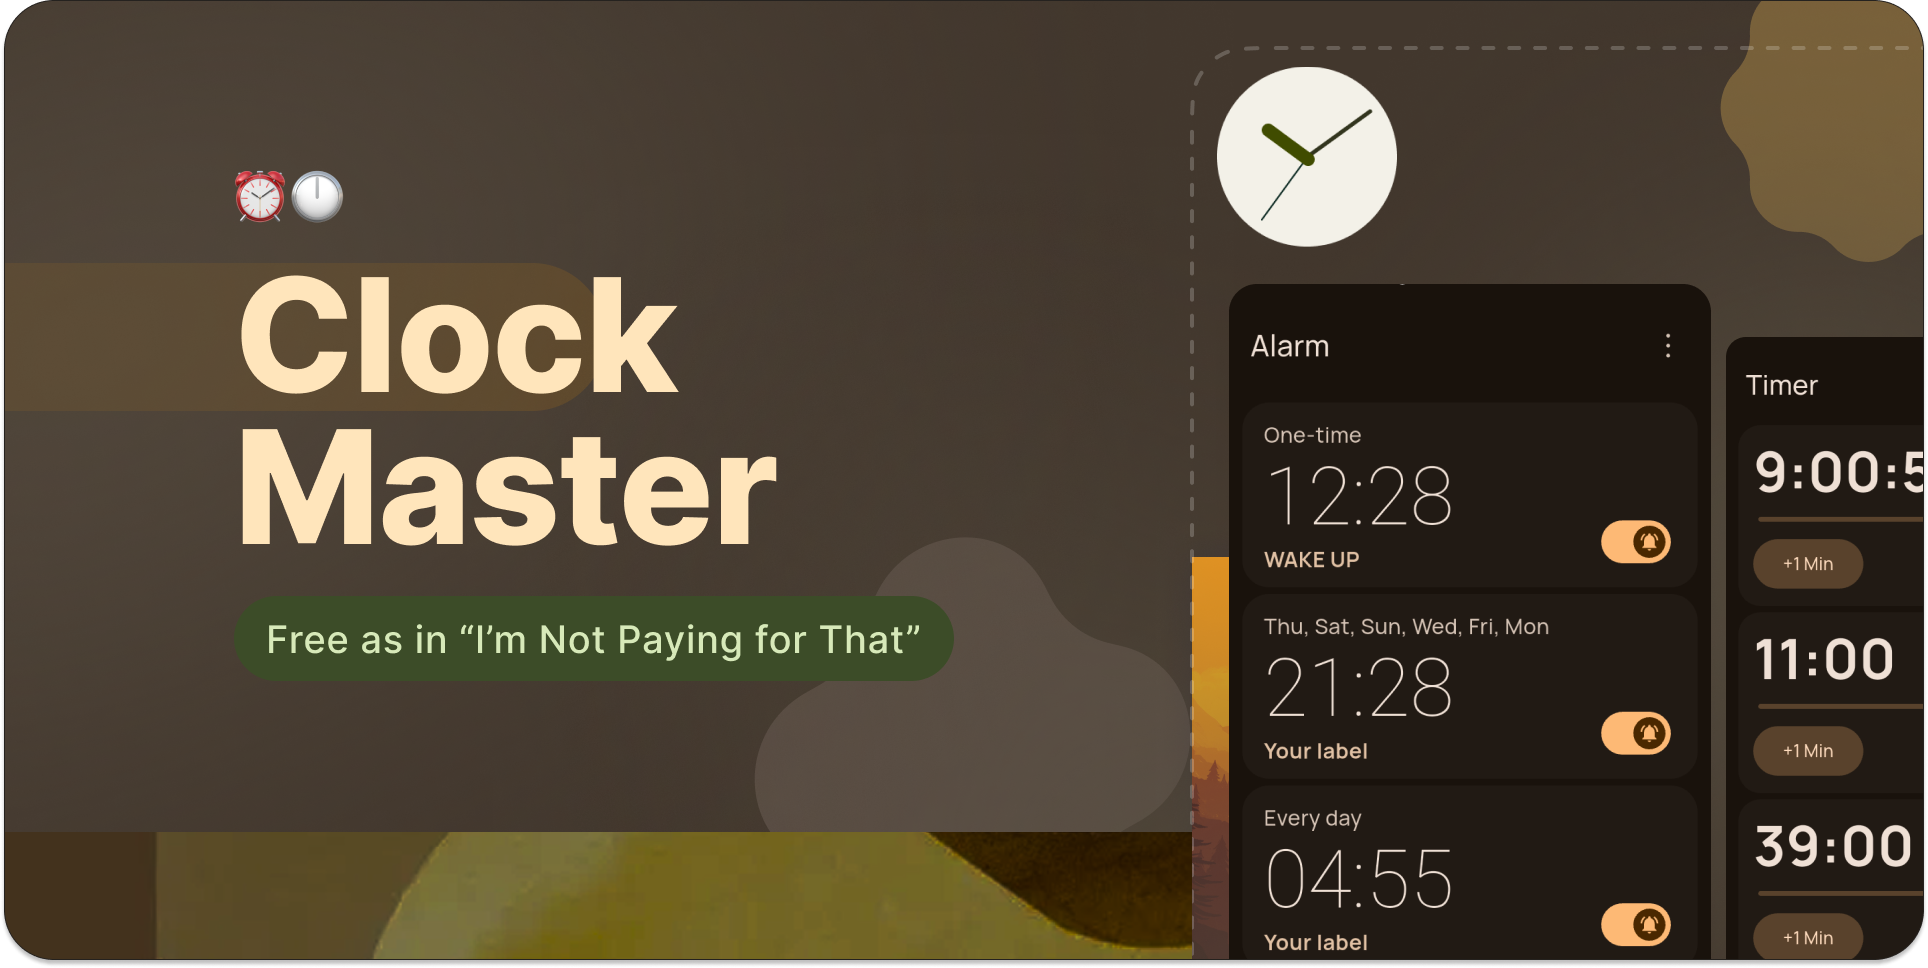 Clock
Master
Free as in “I’m Not Paying for That”
Alarm
One-time
12:28
WAKE UP
Thu, Sat, Sun, Wed, Fri, Mon
21:28
Your label
Every day
04:55
Your label
Timer
9:00:5
+1 Min
11:00
+1 Min
39:00
+1 Min